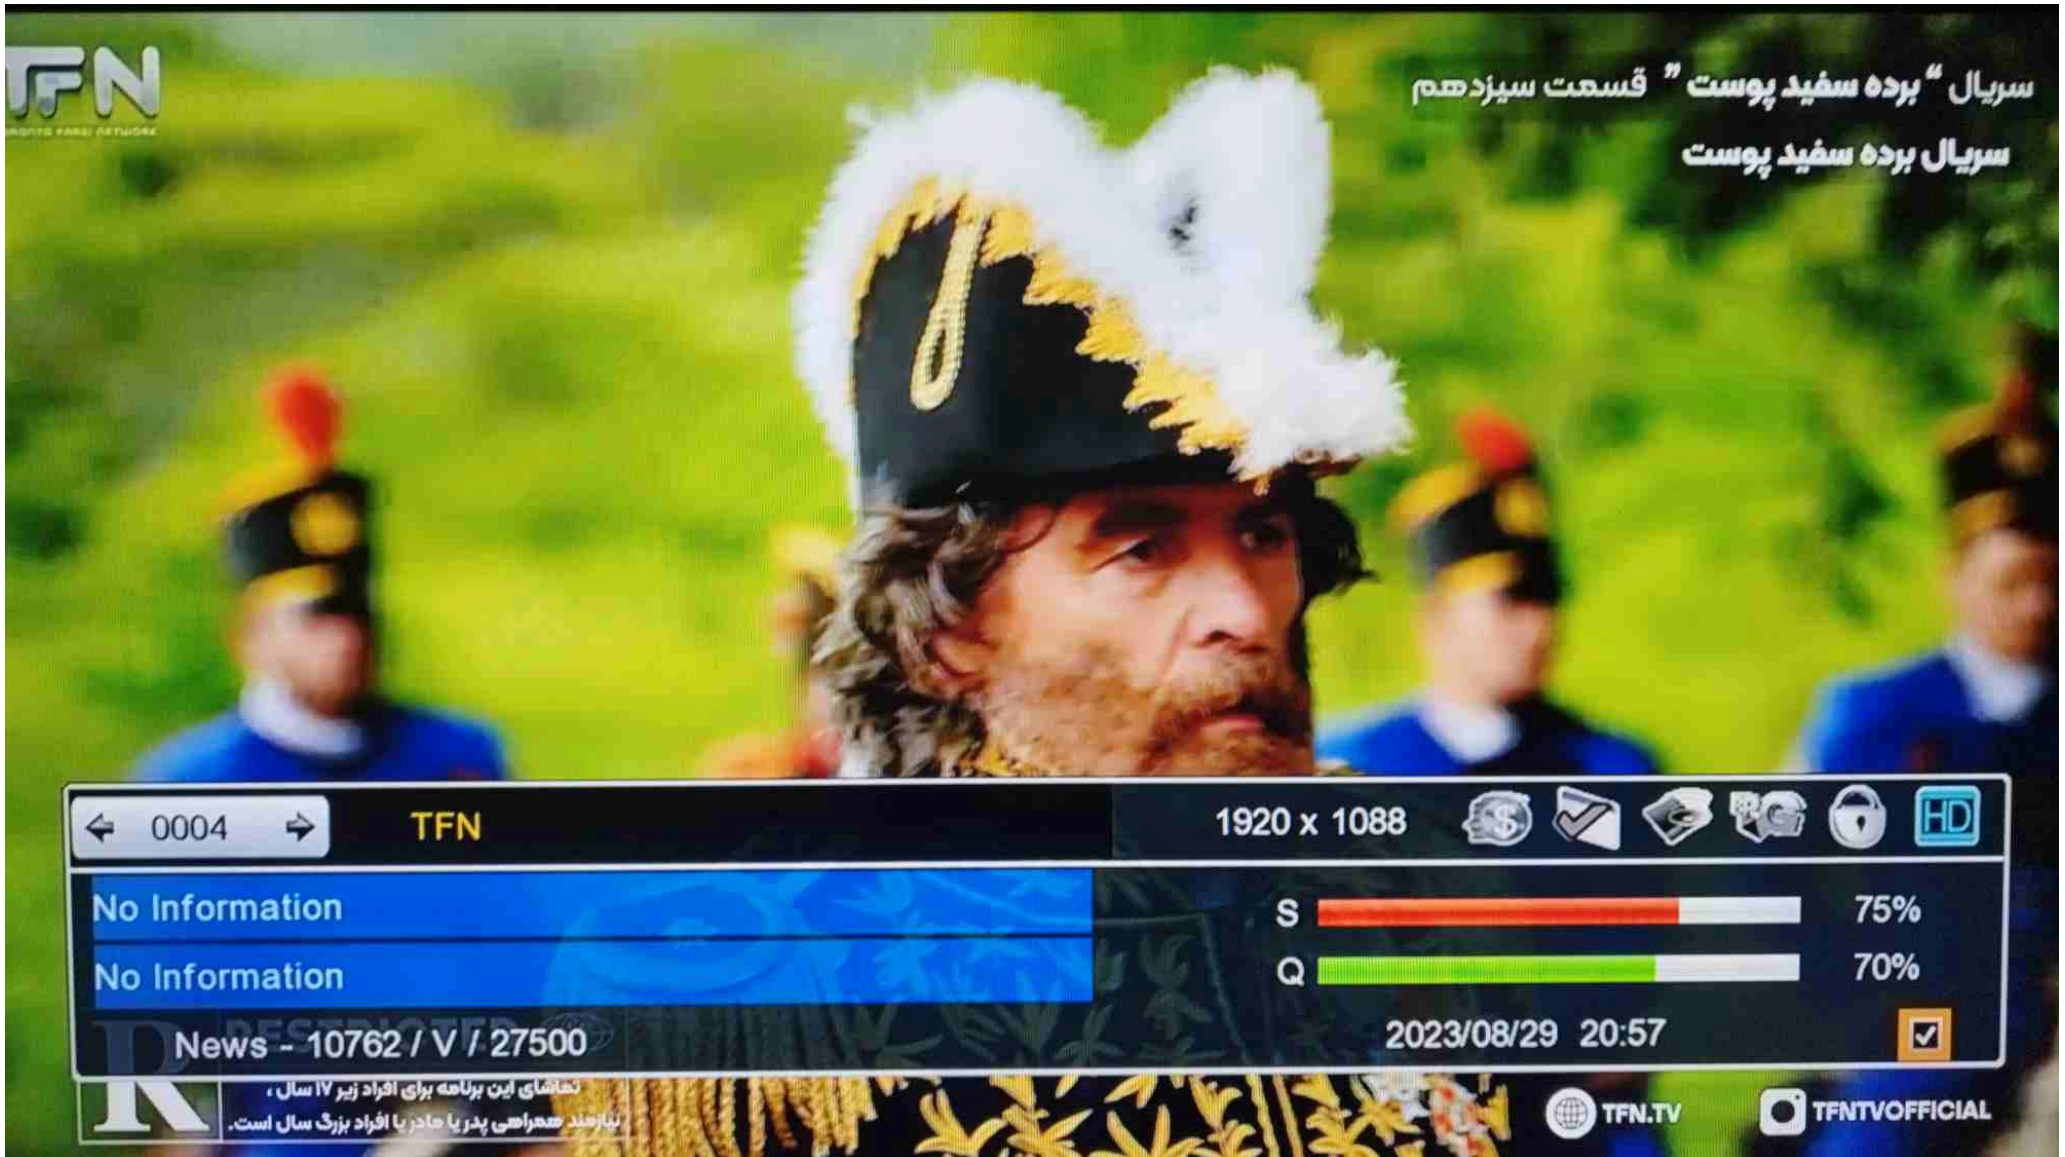 TFN
سریال “برده سفید پوست” قسمت سیزدهم
سریال برده سفید پوست
0004
TFN
1920 x 1088
HD
No Information
S 75%
No Information
Q 70%
RESTRICTED
News - 10762 / V / 27500
2023/08/29 20:57
R
تماشای این برنامه برای افراد زیر ۱۷ سال ،
نیازمند همراهی پدر یا مادر یا افراد بزرگ سال است.
TFN.TV
TFNTVOFFICIAL